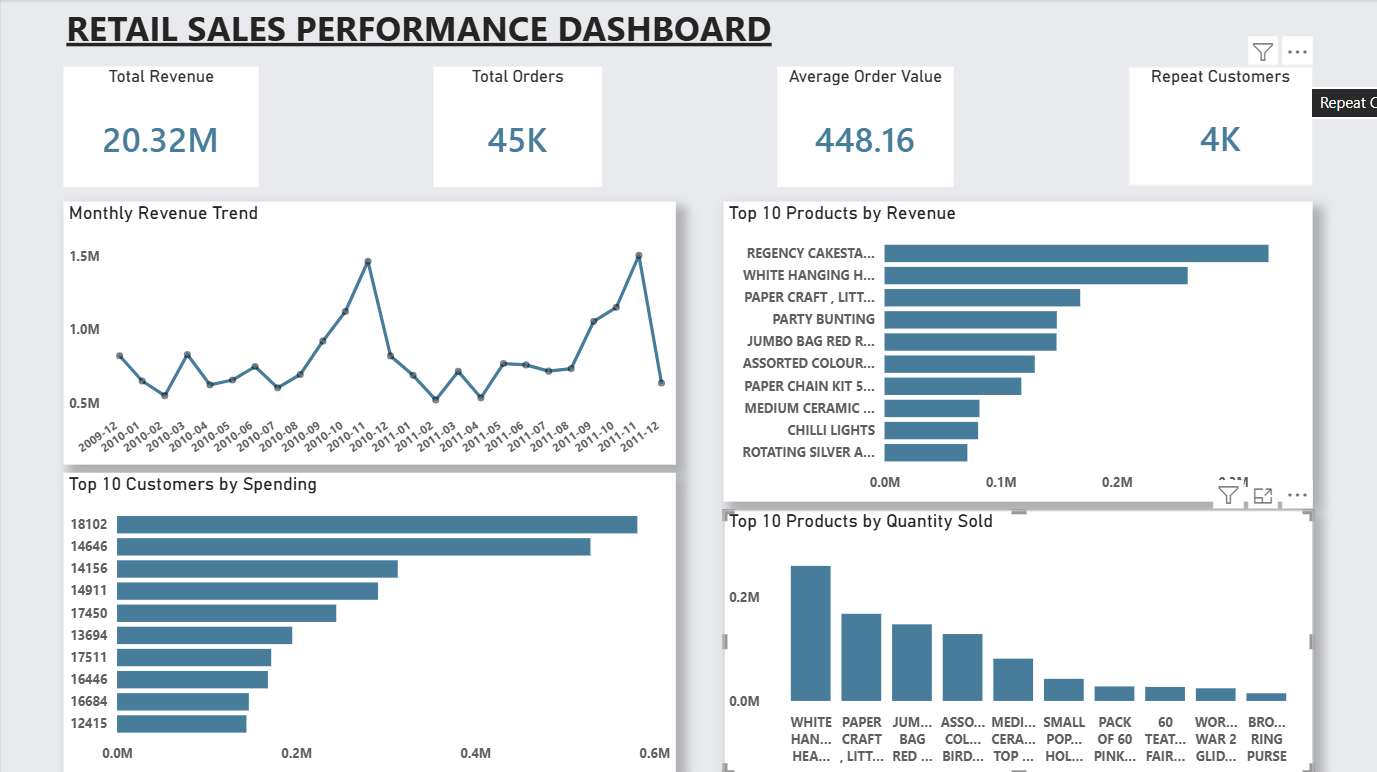 RETAIL SALES PERFORMANCE DASHBOARD
Total Revenue
20.32M
Total Orders
45K
Average Order Value
448.16
Repeat Customers
4K
Repeat C
Monthly Revenue Trend
1.5M
1.0M
0.5M
2009-12
2010-01
2010-02
2010-03
2010-04
2010-05
2010-06
2010-07
2010-08
2010-09
2010-10
2010-11
2010-12
2011-01
2011-02
2011-03
2011-04
2011-05
2011-06
2011-07
2011-08
2011-09
2011-10
2011-11
2011-12
Top 10 Products by Revenue
REGENCY CAKESTA...
WHITE HANGING H...
PAPER CRAFT , LITT...
PARTY BUNTING
JUMBO BAG RED R...
ASSORTED COLOUR...
PAPER CHAIN KIT 5...
MEDIUM CERAMIC ...
CHILLI LIGHTS
ROTATING SILVER A...
0.0M 0.1M 0.2M
Top 10 Customers by Spending
18102
14646
14156
14911
17450
13694
17511
16446
16684
12415
0.0M 0.2M 0.4M 0.6M
Top 10 Products by Quantity Sold
0.2M
0.0M
WHITE PAPER JUM... ASSO... MEDI... SMALL PACK 60 WOR... BRO...
HAN... CRAFT BAG COL... CERA... POP... OF 60 TEAT... WAR 2 RING
HEA... , LITT... RED ... BIRD... TOP ... HOL... PINK... FAIR... GLID... PURSE